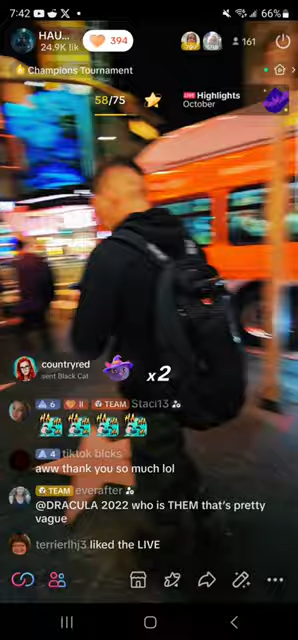 7:42
66%
HAU...
24.9K lik
394
161
Champions Tournament
58/75
LIVE Highlights
October
countryred
sent Black Cat
x2
6
II
TEAM
Staci13
4
tiktok bicks
aww thank you so much lol
TEAM
everafter
@DRACULA 2022 who is THEM that's pretty
vague
terrierlhj3 liked the LIVE